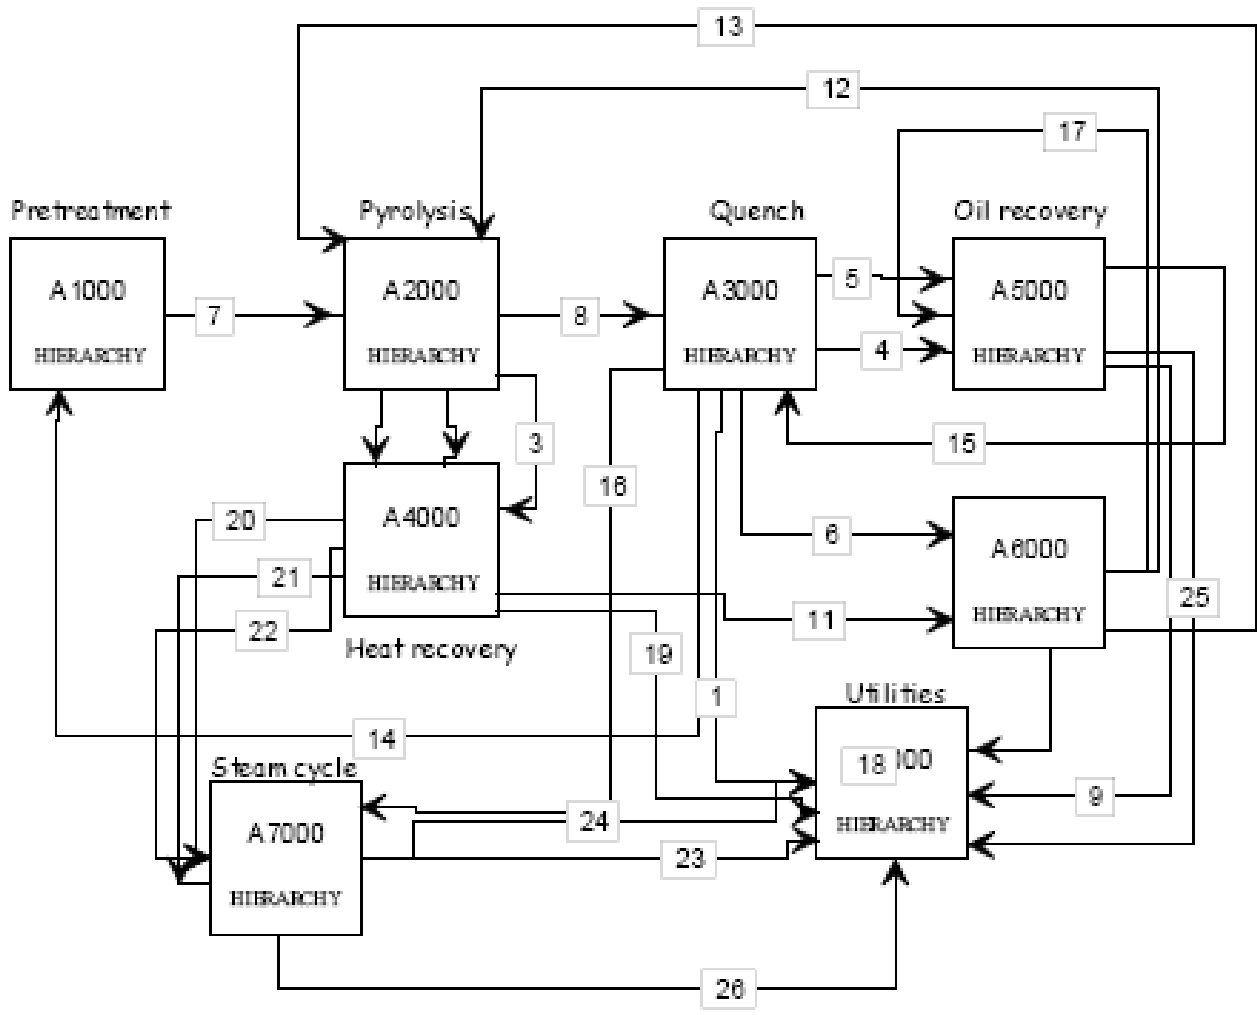 13
12
17
Pretreatment
Pyrolysis
Quench
Oil recovery
A1000
HIERARCHY
7
A2000
HIERARCHY
8
A3000
HIERARCHY
5
4
A5000
HIERARCHY
3
16
15
20
21
22
A4000
HIERARCHY
Heat recovery
6
11
A6000
HIERARCHY
25
19
1
14
Utilities
18
00
HIERARCHY
9
Steam cycle
A7000
HIERARCHY
24
23
26